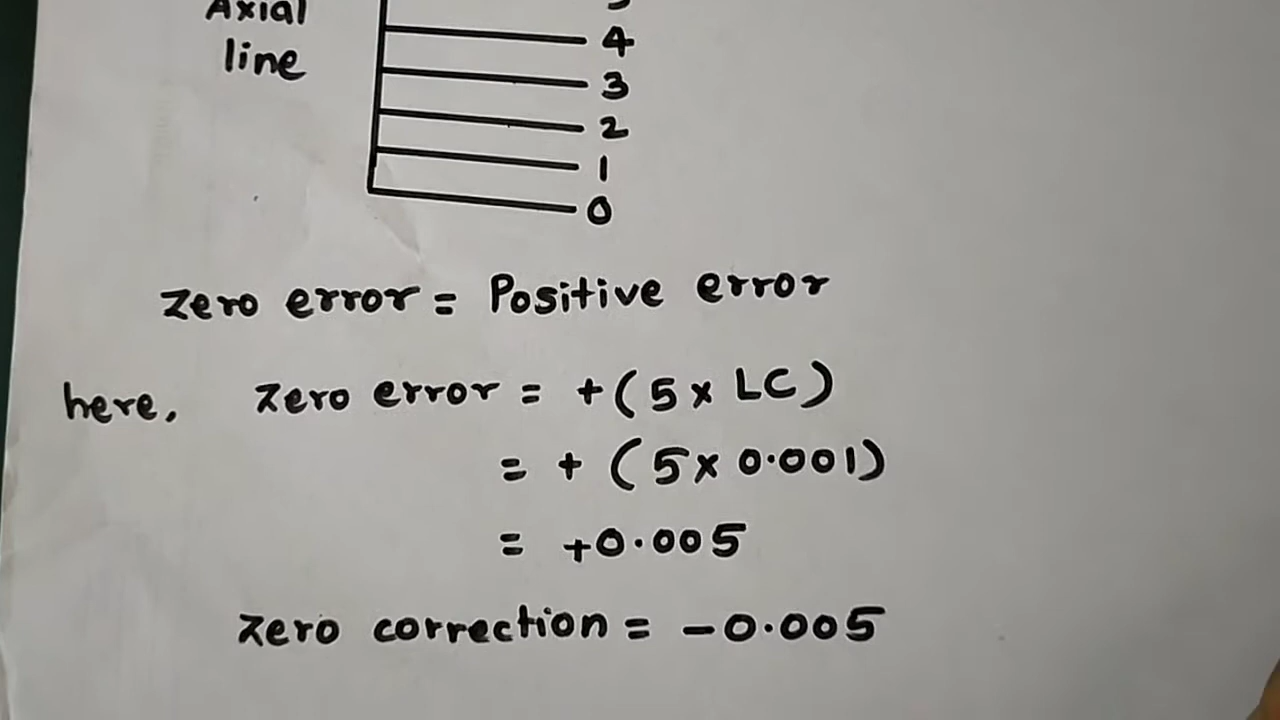 Axial
4
line
3
2
1
0
zero error = Positive error
here, zero error = +(5 x LC)
= + (5 x 0.001)
= +0.005
zero correction = -0.005